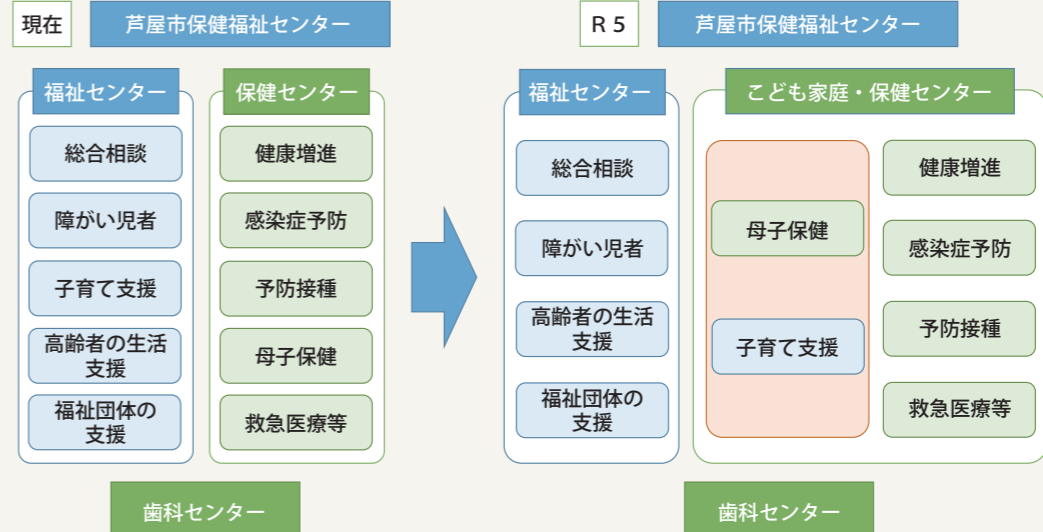 現在
芦屋市保健福祉センター
福祉センター
総合相談
障がい児者
子育て支援
高齢者の生活
支援
福祉団体の
支援
保健センター
健康増進
感染症予防
予防接種
母子保健
救急医療等
歯科センター
R 5
芦屋市保健福祉センター
福祉センター
総合相談
障がい児者
高齢者の生活
支援
福祉団体の
支援
こども家庭・保健センター
母子保健
子育て支援
健康増進
感染症予防
予防接種
救急医療等
歯科センター